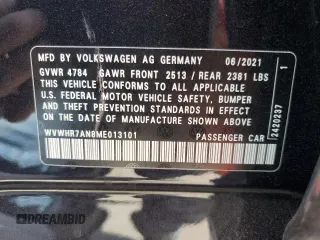 MFD. BY VOLKSWAGEN AG GERMANY 06/2021
GVWR 4784 GAWR FRONT 2513 / REAR 2381 LBS
THIS VEHICLE CONFORMS TO ALL APPLICABLE
U.S. FEDERAL MOTOR VEHICLE SAFETY, BUMPER
AND THEFT PREVENTION STANDARDS IN EFFECT
ON THE DATE OF MANUFACTURE SHOWN ABOVE.
WVWHR7AN8ME013101 PASSENGER CAR
2420237
1
DREAMBID